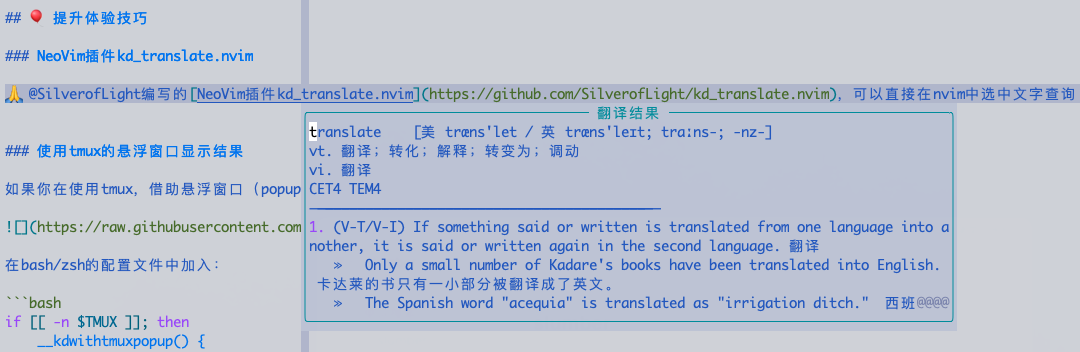 ## 🎈 提升体验技巧
### NeoVim插件kd_translate.nvim
🙏 @SilverofLight编写的[NeoVim插件kd_translate.nvim](https://github.com/SilverofLight/kd_translate.nvim)，可以直接在nvim中选中文字查询
翻译结果
translate    [美 træns'let / 英 træns'leɪt; trɑːns-; -nz-]
vt. 翻译；转化；解释；转变为；调动
vi. 翻译
CET4 TEM4
1. (V-T/V-I) If something said or written is translated from one language into a
nother, it is said or written again in the second language. 翻译
»   Only a small number of Kadare's books have been translated into English.
卡达莱的书只有一小部分被翻译成了英文。
»   The Spanish word "acequia" is translated as "irrigation ditch."  西班@@@@
### 使用tmux的悬浮窗口显示结果
如果你在使用tmux，借助悬浮窗口（popup
![](https://raw.githubusercontent.com
在bash/zsh的配置文件中加入：
```bash
if [[ -n $TMUX ]]; then
    __kdwithtmuxpopup() {